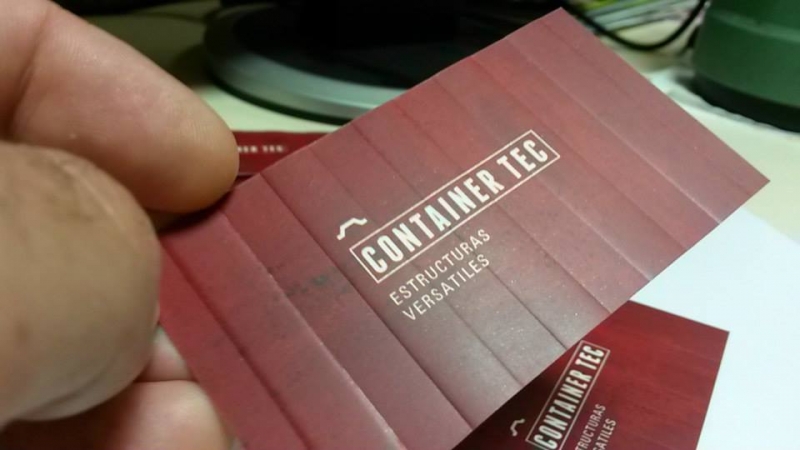 CONTAINER TEC
ESTRUCTURAS
VERSATILES
CONTAINER TEC